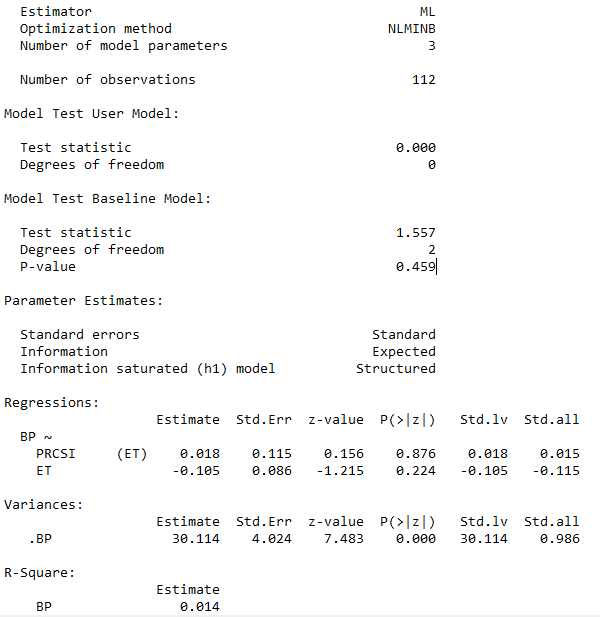 Estimator                                         ML
Optimization method                           NLMINB
Number of model parameters                         3
Number of observations                           112
Model Test User Model:
Test statistic                                 0.000
Degrees of freedom                                 0
Model Test Baseline Model:
Test statistic                                 1.557
Degrees of freedom                                 2
P-value                                        0.459
Parameter Estimates:
Standard errors                             Standard
Information                                 Expected
Information saturated (h1) model          Structured
Regressions:
Estimate  Std.Err  z-value  P(>|z|)   Std.lv  Std.all
BP ~
PRCSI     (ET)    0.018    0.115    0.156    0.876    0.018    0.015
ET               -0.105    0.086   -1.215    0.224   -0.105   -0.115
Variances:
Estimate  Std.Err  z-value  P(>|z|)   Std.lv  Std.all
.BP               30.114    4.024    7.483    0.000   30.114    0.986
R-Square:
Estimate
BP                0.014